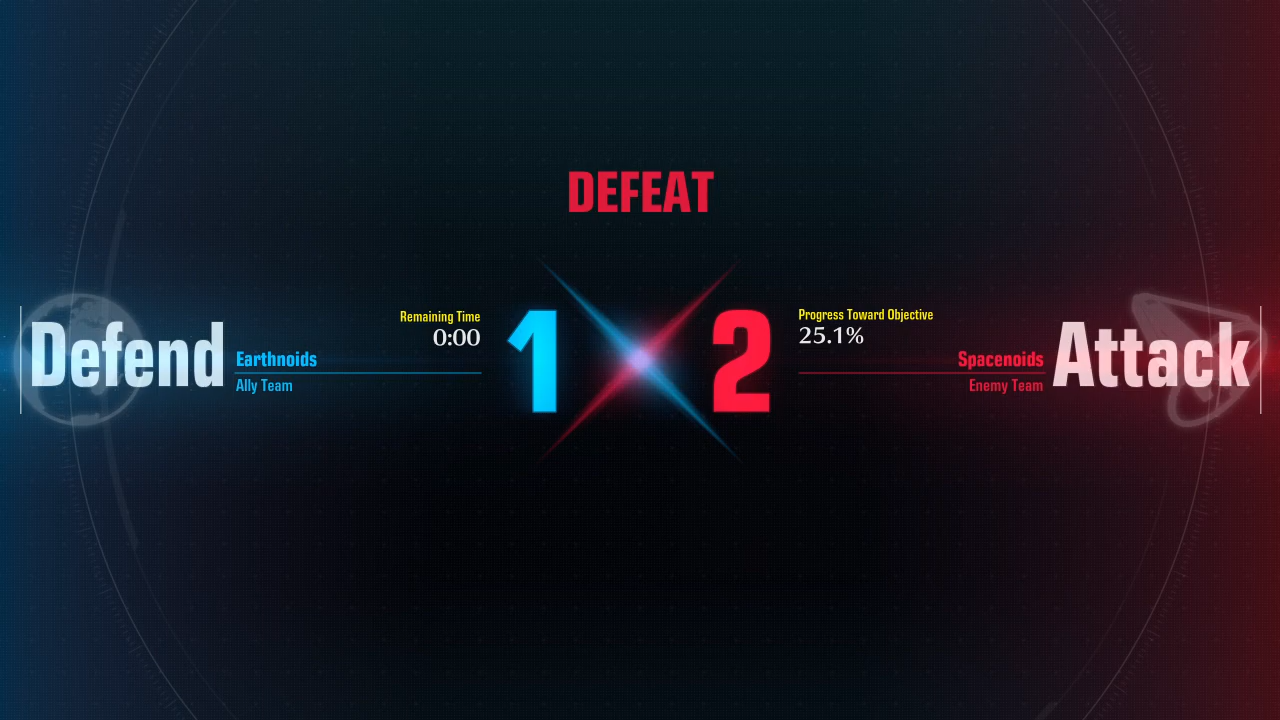 DEFEAT
Defend
Earthnoids
Ally Team
Remaining Time
0:00
1
2
Progress Toward Objective
25.1%
Spacenoids
Enemy Team
Attack